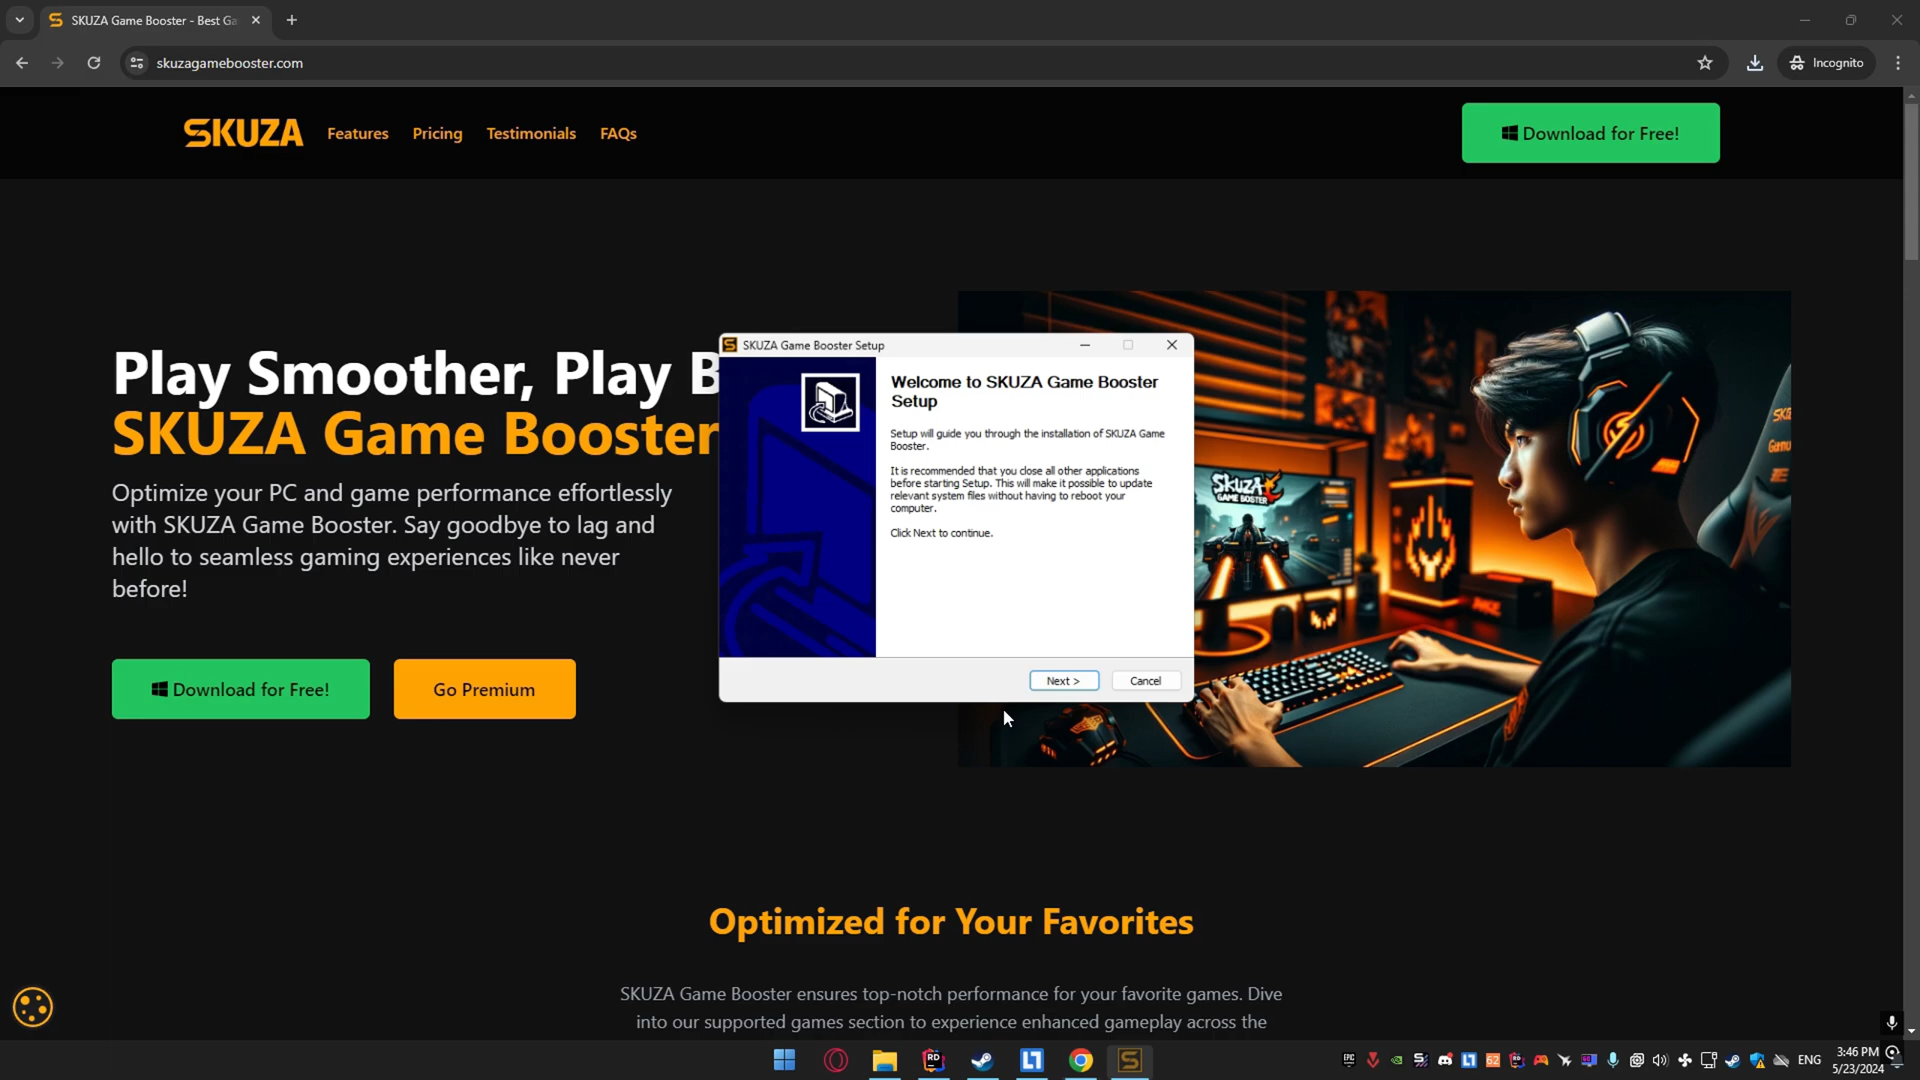 SKUZA Game Booster - Best Ga
skuzagamebooster.com
Incognito
SKUZA
Features
Pricing
Testimonials
FAQs
Download for Free!
Play Smoother, Play B
SKUZA Game Booster
Optimize your PC and game performance effortlessly
with SKUZA Game Booster. Say goodbye to lag and
hello to seamless gaming experiences like never
before!
Download for Free!
Go Premium
SKUZA Game Booster Setup
Welcome to SKUZA Game Booster
Setup
Setup will guide you through the installation of SKUZA Game
Booster.
It is recommended that you close all other applications
before starting Setup. This will make it possible to update
relevant system files without having to reboot your
computer.
Click Next to continue.
Next >
Cancel
SKUZA
GAME BOOSTER
Optimized for Your Favorites
SKUZA Game Booster ensures top-notch performance for your favorite games. Dive
into our supported games section to experience enhanced gameplay across the
RD
EPIC
62
ENG
3:46 PM
5/23/2024